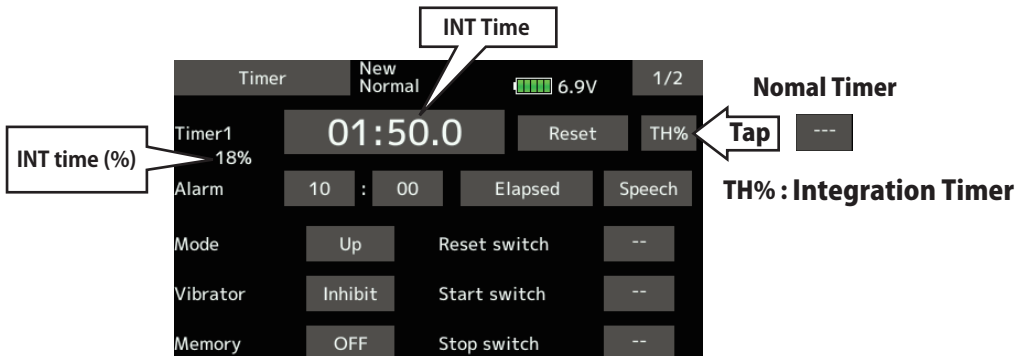 INT Time
Timer New Normal 6.9V 1/2
Nomal Timer
Timer1 01:50.0 Reset TH% Tap ---
INT time (%) 18%
Alarm 10 : 00 Elapsed Speech TH% : Integration Timer
Mode Up Reset switch --
Vibrator Inhibit Start switch --
Memory OFF Stop switch --